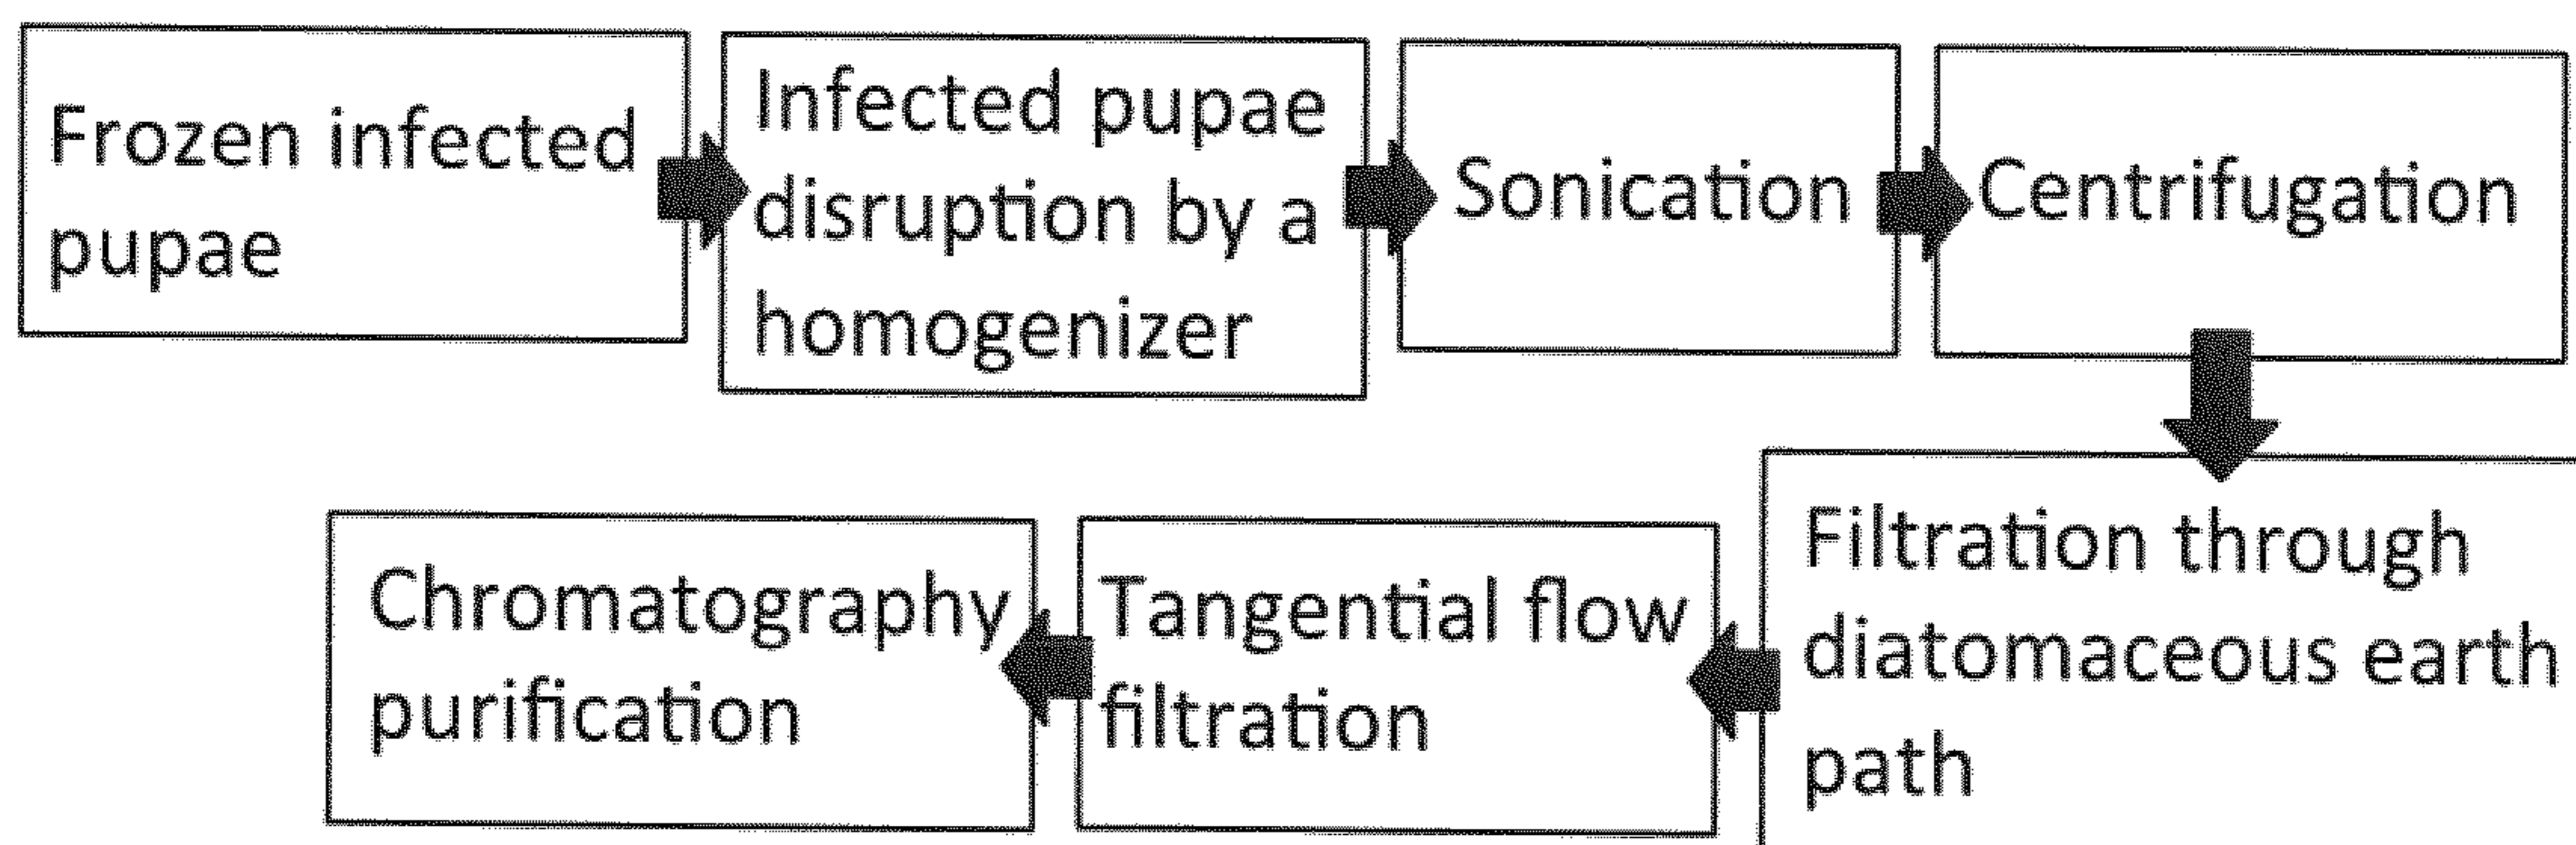 Frozen infected
pupae
Infected pupae
disruption by a
homogenizer
Sonication
Centrifugation
Filtration through
diatomaceous earth
path
Tangential flow
filtration
Chromatography
purification